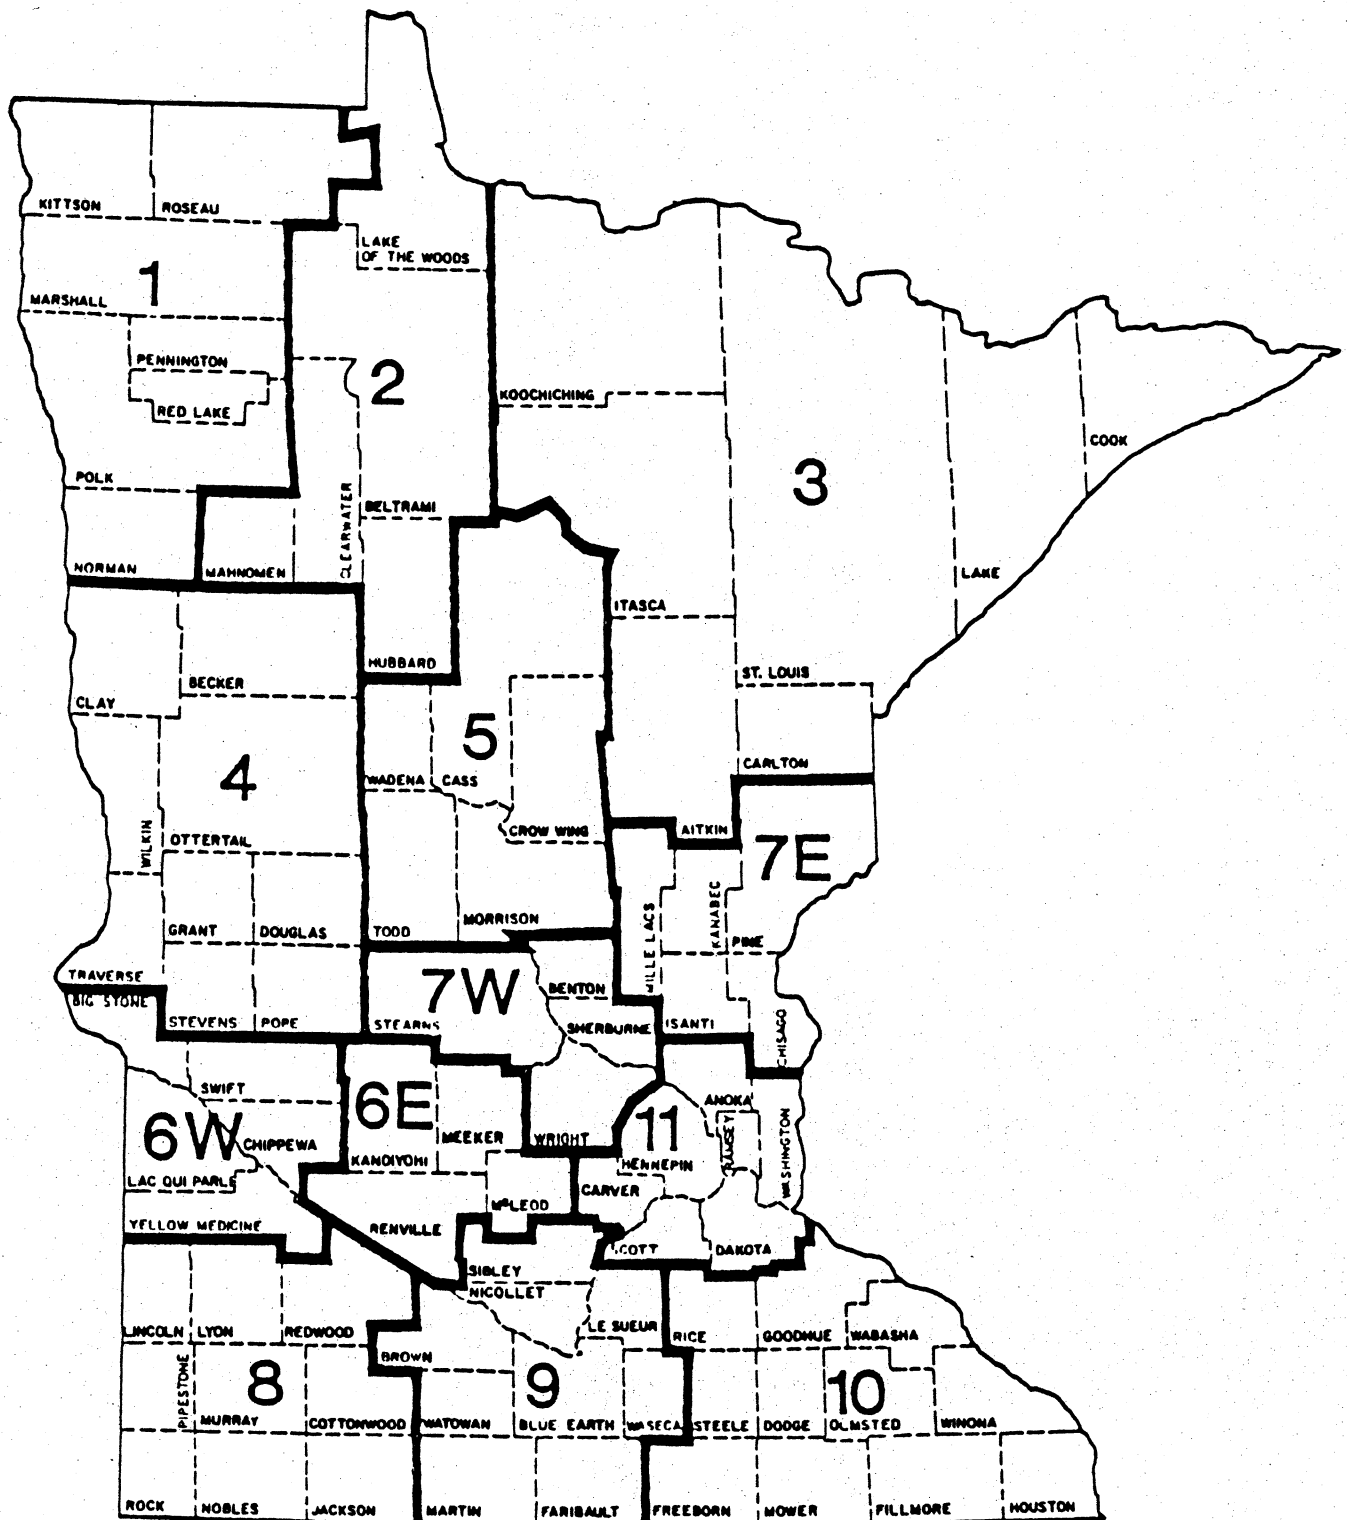 KITTSON
ROSEAU
LAKE
OF THE WOODS
1
MARSHALL
PENNINGTON
2
RED LAKE
KOOCHICHING
COOK
3
POLK
BELTRAMI
CLEARWATER
NORMAN
MAHNOMEN
LAKE
ITASCA
HUBBARD
ST. LOUIS
BECKER
CLAY
5
4
CARLTON
WADENA
CASS
CROW WING
AITKIN
OTTERTAIL
WILKIN
7E
MORRISON
GRANT
DOUGLAS
TODD
MILLE LACS
KANABEC
PINE
TRAVERSE
BIG STONE
7W
BENTON
STEVENS
POPE
STEARNS
SHERBURNE
ISANTI
CHISAGO
SWIFT
6E
ANOKA
11
6W
CHIPPEWA
MEEKER
WRIGHT
RAMSEY
WASHINGTON
KANDIYOHI
HENNEPIN
LAC QUI PARLE
CARVER
McLEOD
YELLOW MEDICINE
RENVILLE
SCOTT
DAKOTA
SIBLEY
NICOLLET
LINCOLN
LYON
REDWOOD
LE SUEUR
RICE
GOODHUE
WABASHA
BROWN
PIPESTONE
8
9
10
MURRAY
COTTONWOOD
WATOWAN
BLUE EARTH
WASECA
STEELE
DODGE
OLMSTED
WINONA
ROCK
NOBLES
JACKSON
MARTIN
FARIBAULT
FREEBORN
MOWER
FILLMORE
HOUSTON